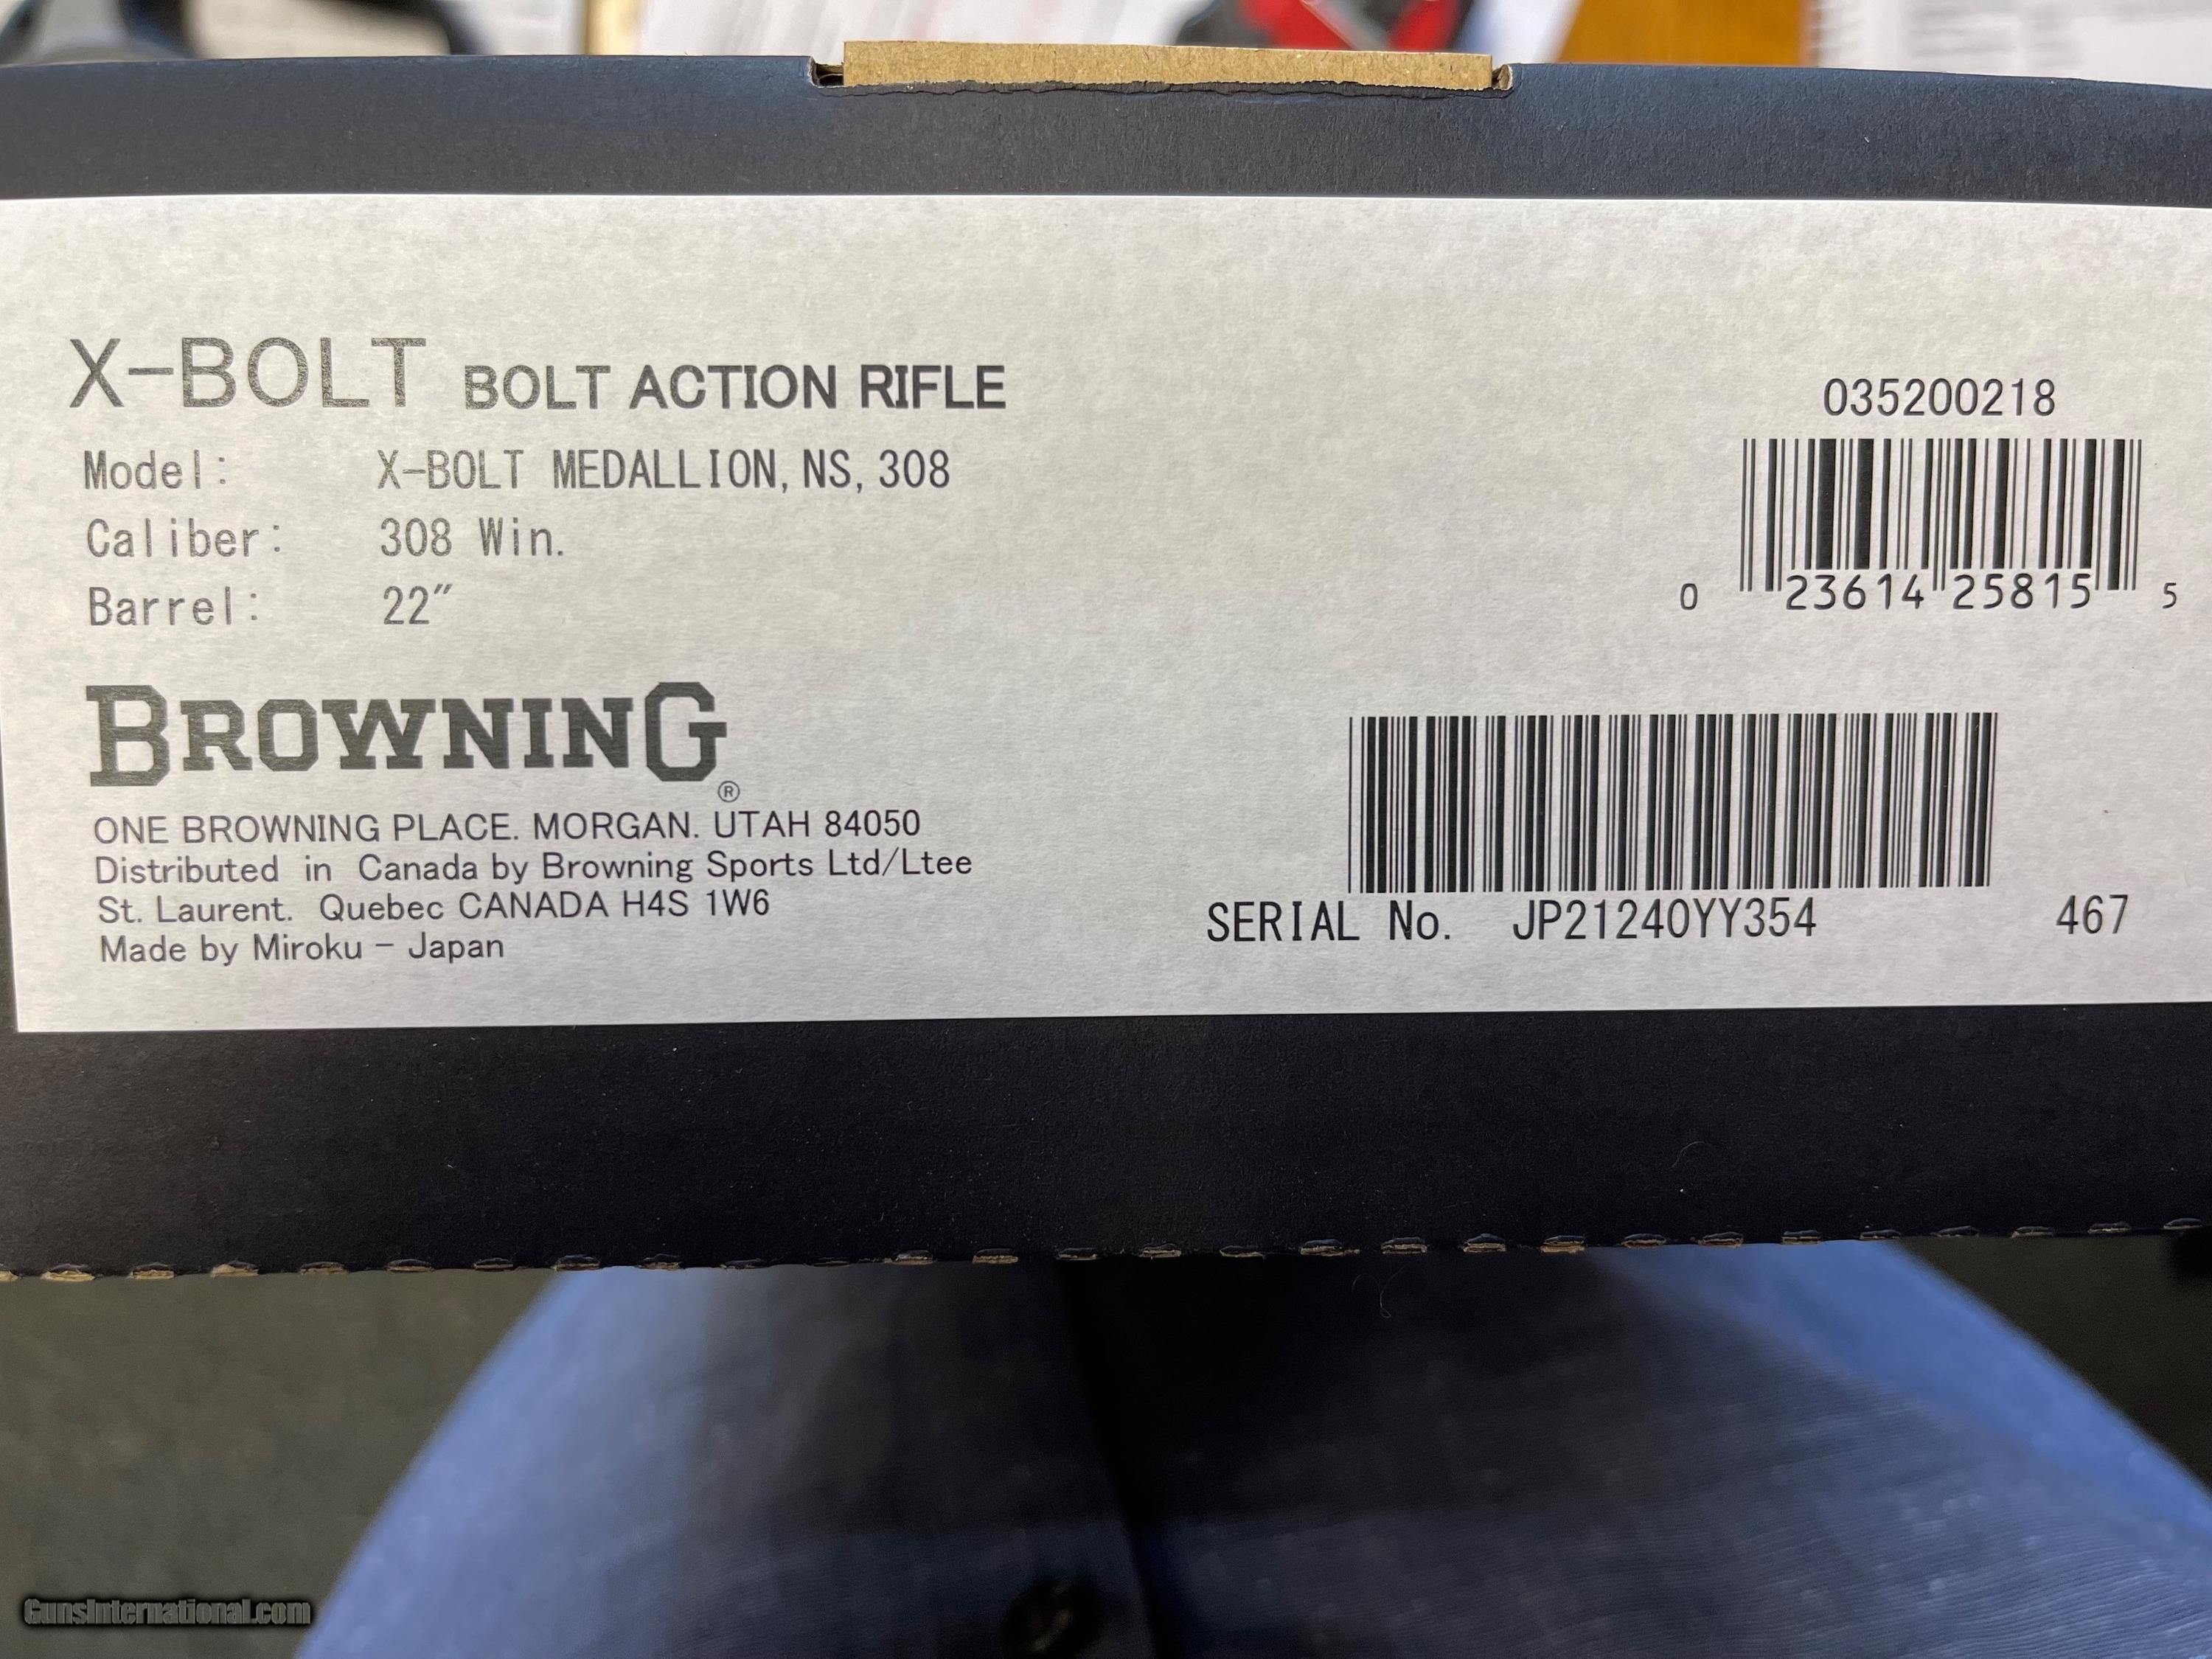 X-BOLT BOLT ACTION RIFLE
Model: X-BOLT MEDALLION, NS, 308
Caliber: 308 Win.
Barrel: 22"
035200218
0 23614 25815 5
BROWNING®
ONE BROWNING PLACE. MORGAN. UTAH 84050
Distributed in Canada by Browning Sports Ltd/Ltee
St. Laurent. Quebec CANADA H4S 1W6
Made by Miroku - Japan
SERIAL No. JP21240YY354 467
GunsInternational.com